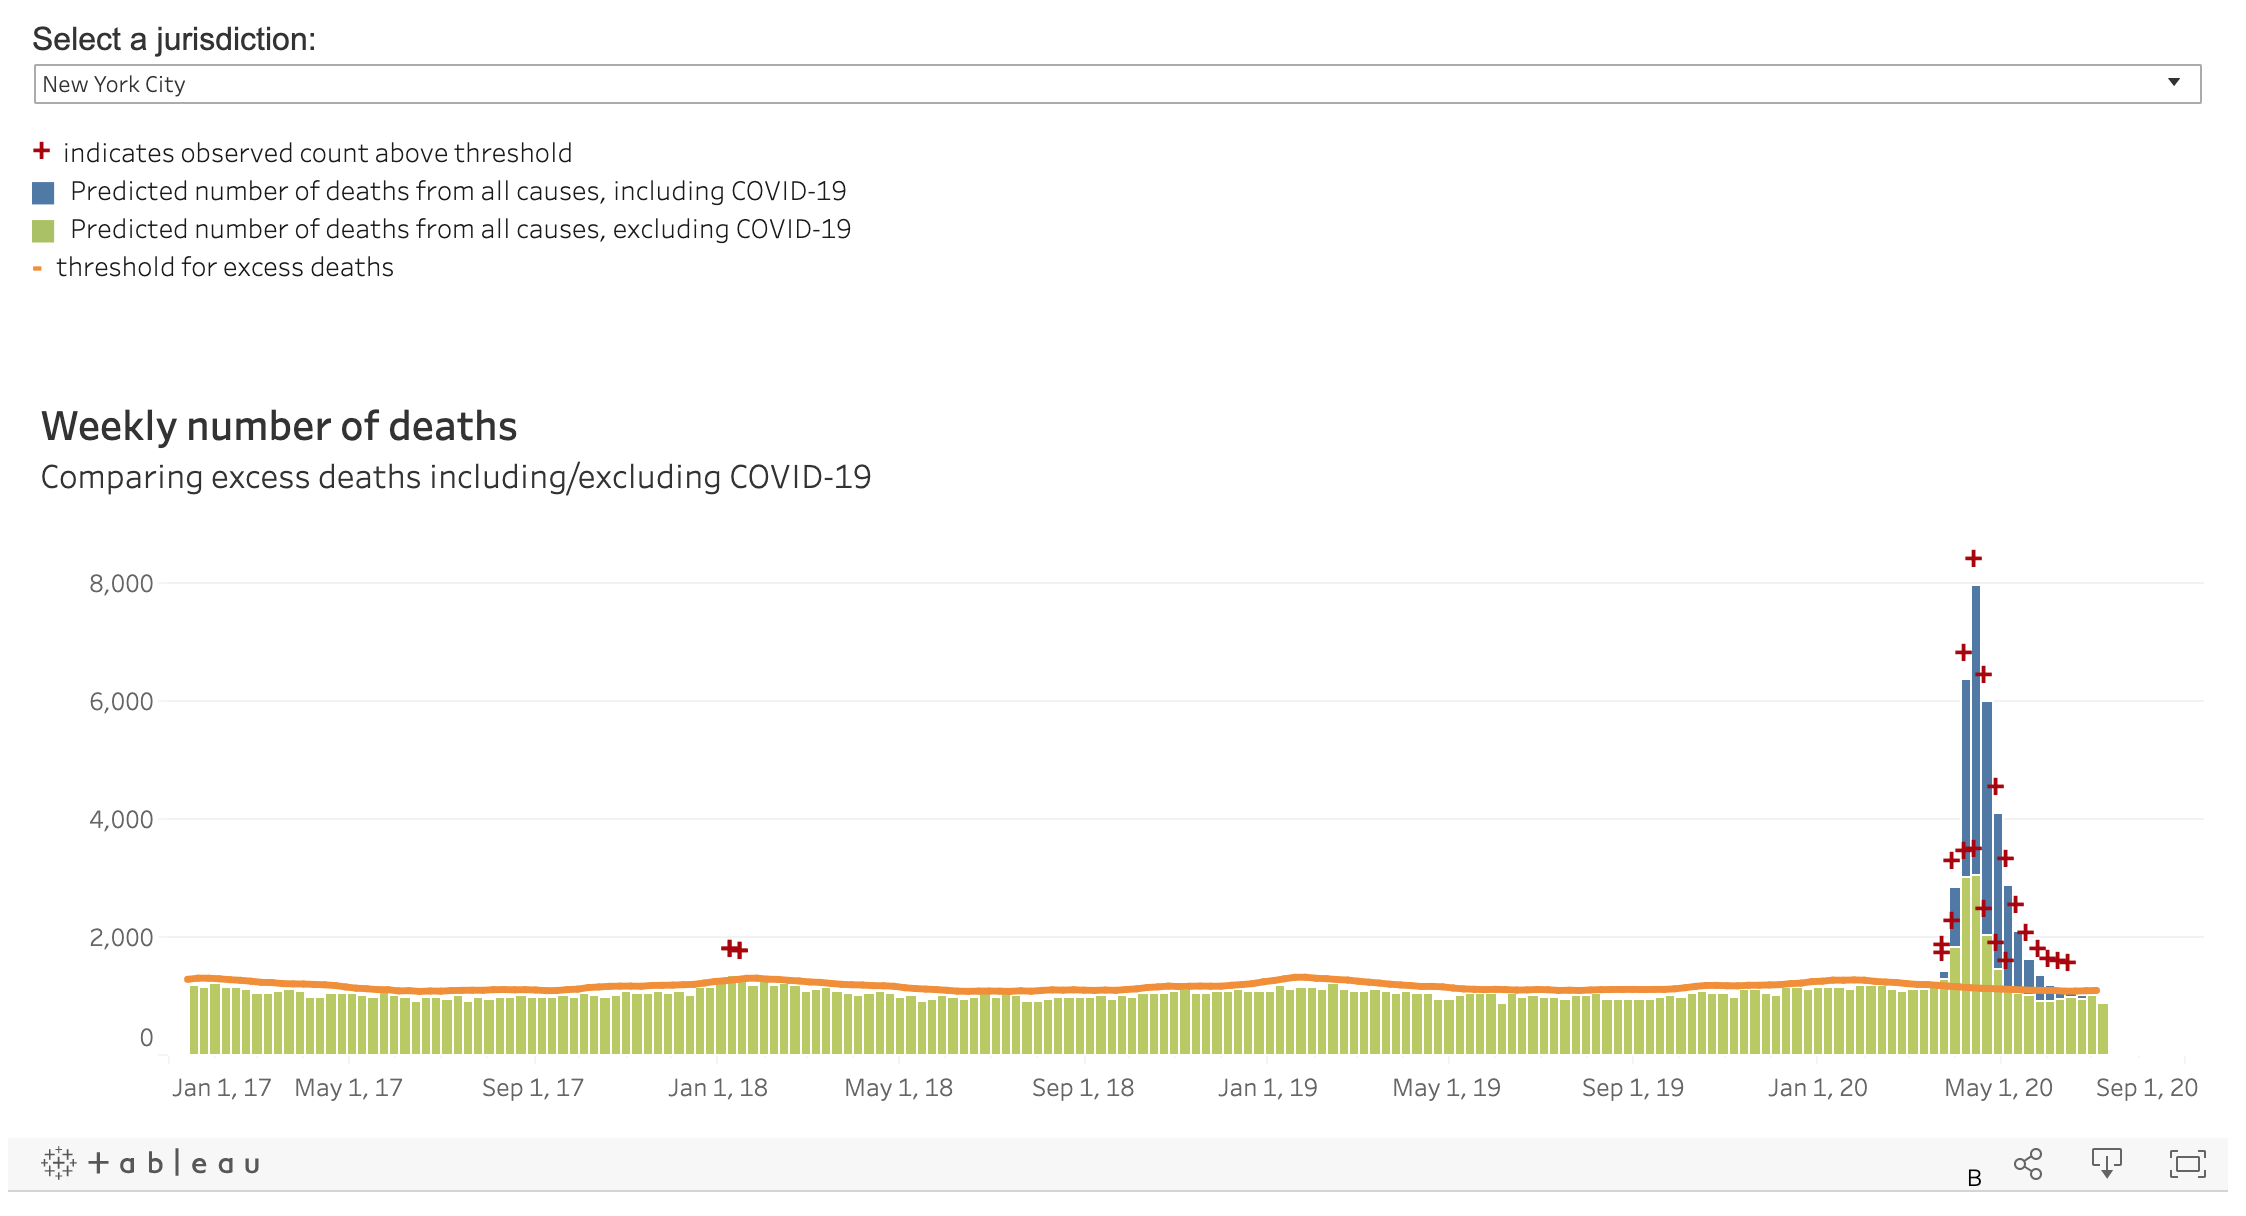 Select a jurisdiction:
New York City
+ indicates observed count above threshold
Predicted number of deaths from all causes, including COVID-19
Predicted number of deaths from all causes, excluding COVID-19
- threshold for excess deaths
Weekly number of deaths
Comparing excess deaths including/excluding COVID-19
8,000
6,000
4,000
2,000
0
Jan 1, 17 May 1, 17 Sep 1, 17 Jan 1, 18 May 1, 18 Sep 1, 18 Jan 1, 19 May 1, 19 Sep 1, 19 Jan 1, 20 May 1, 20 Sep 1, 20
+ableau
B